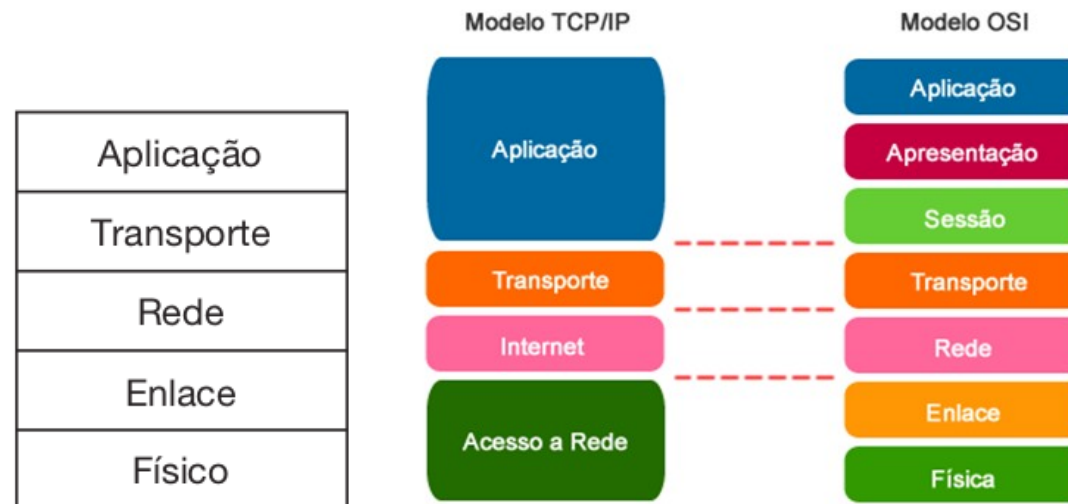 Aplicação
Transporte
Rede
Enlace
Físico
Modelo TCP/IP
Aplicação
Transporte
Internet
Acesso a Rede
Modelo OSI
Aplicação
Apresentação
Sessão
Transporte
Rede
Enlace
Física